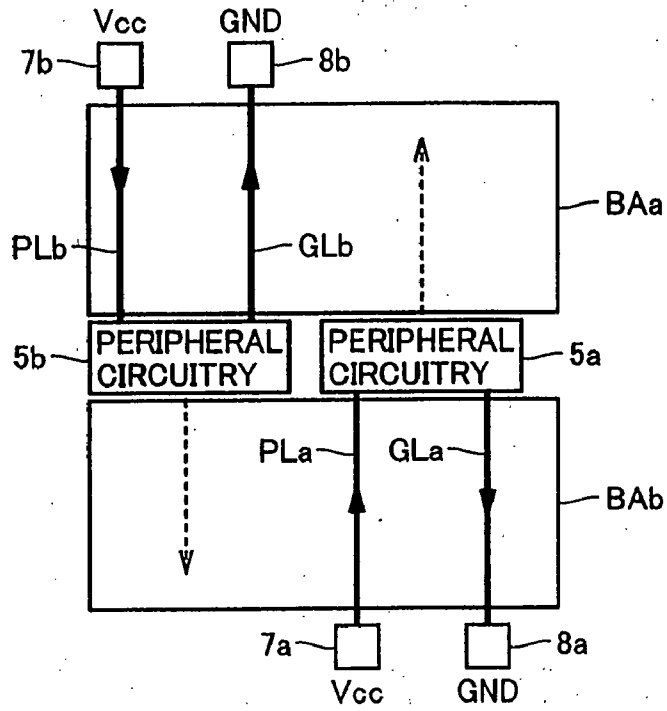 Vcc GND
7b 8b
BAa
PLb GLb
PERIPHERAL
CIRCUITRY
5b
PERIPHERAL
CIRCUITRY
5a
PLa GLa
BAb
7a 8a
Vcc GND